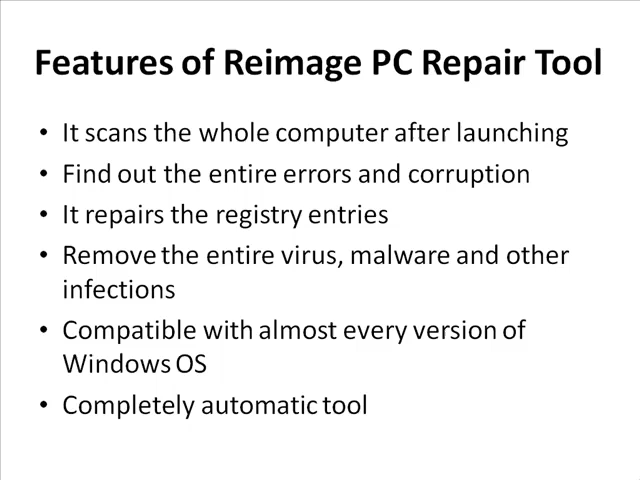 Features of Reimage PC Repair Tool
• It scans the whole computer after launching
• Find out the entire errors and corruption
• It repairs the registry entries
• Remove the entire virus, malware and other
infections
• Compatible with almost every version of
Windows OS
• Completely automatic tool